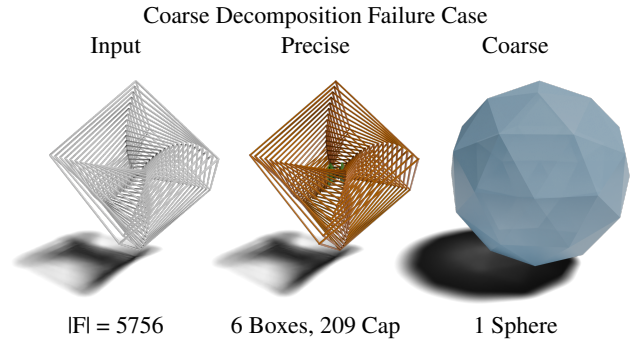 Coarse Decomposition Failure Case
Input Precise Coarse
|F| = 5756 6 Boxes, 209 Cap 1 Sphere